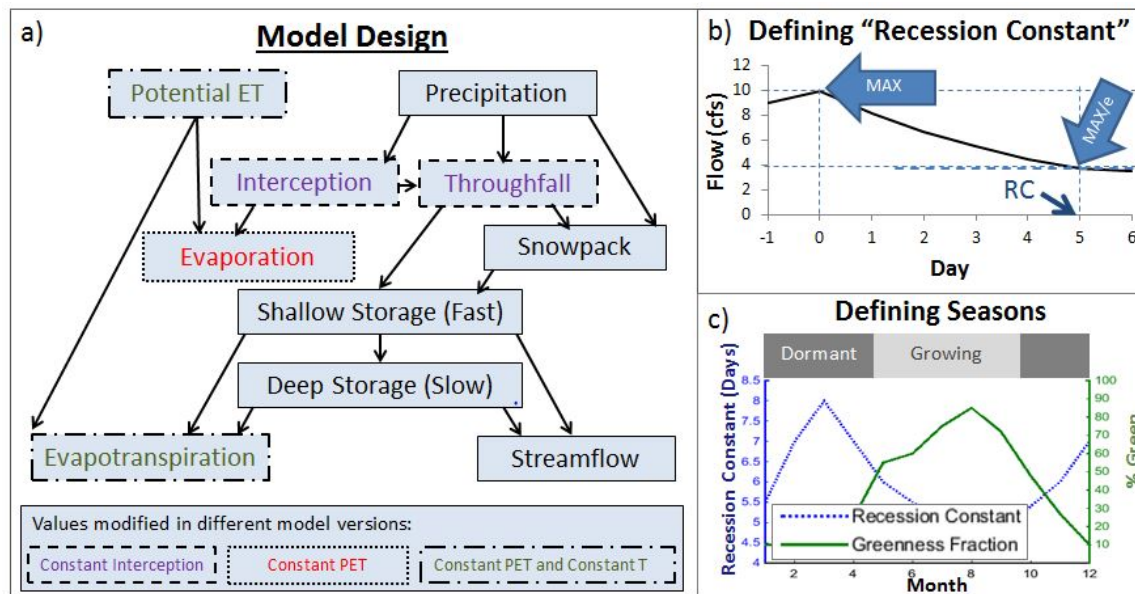 a)
Model Design
Potential ET
Precipitation
Interception
Throughfall
Evaporation
Snowpack
Shallow Storage (Fast)
Deep Storage (Slow)
Evapotranspiration
Streamflow
Values modified in different model versions:
Constant Interception
Constant PET
Constant PET and Constant T
b) Defining “Recession Constant”
Flow (cfs)
12
10
8
6
4
2
0
MAX
MAX/e
RC
-1 0 1 2 3 4 5 6
Day
c) Defining Seasons
Dormant Growing
Recession Constant (Days)
8.5
8
7.5
7
6.5
6
5.5
5
4.5
4
100
90
80
70
60
50
40
30
20
10
% Green
Recession Constant
Greenness Fraction
2 4 6 8 10 12
Month